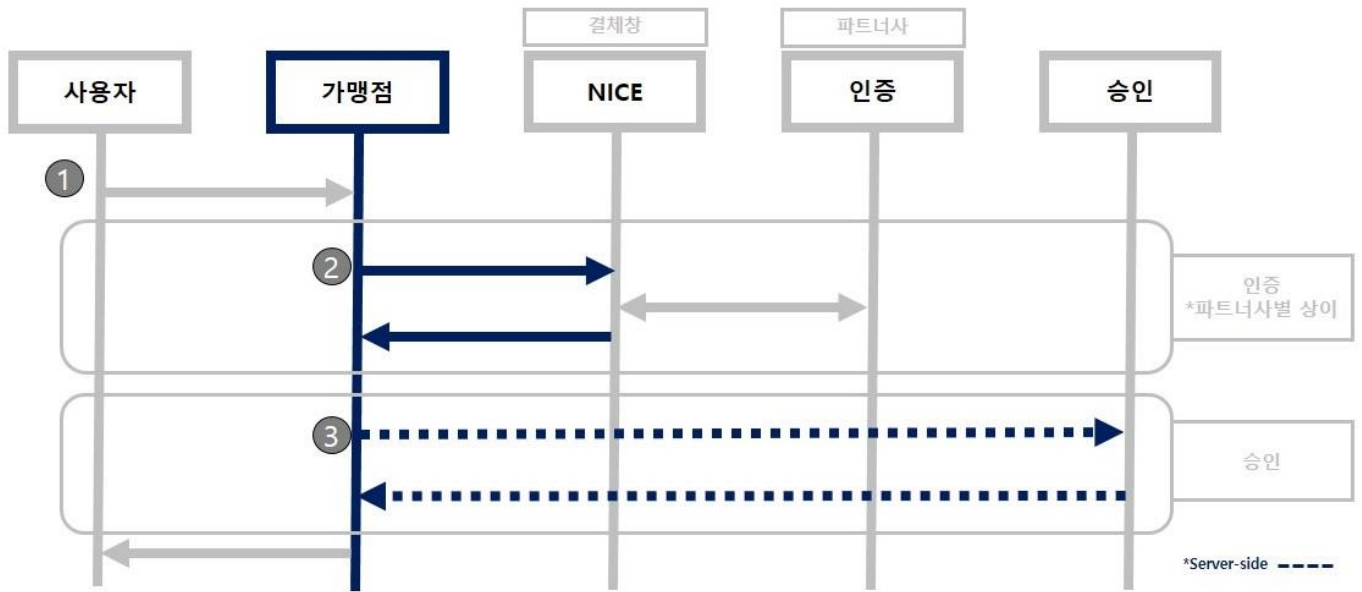 결체창
파트너사
사용자
가맹점
NICE
인증
승인
1
2
인증
*파트너사별 상이
3
승인
*Server-side